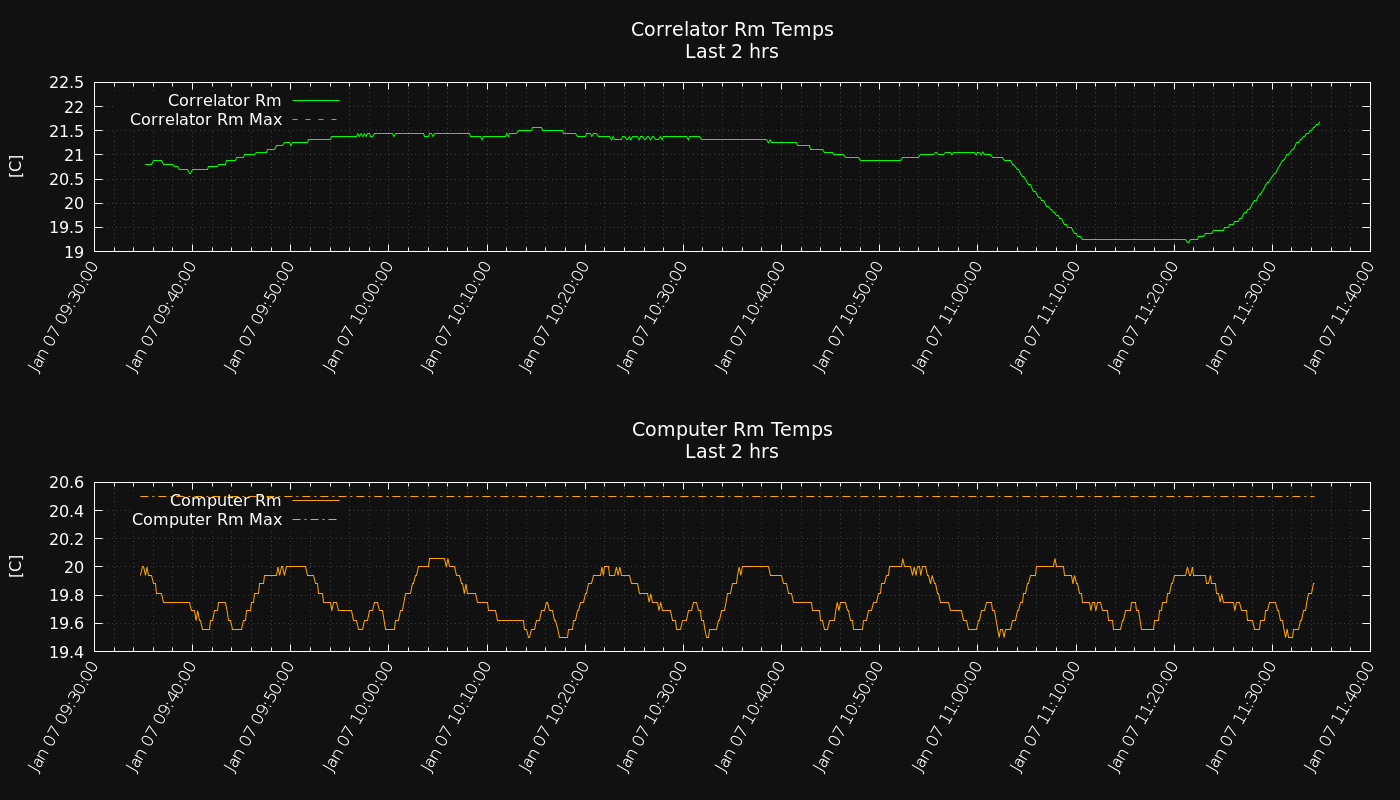 Correlator Rm Temps
Last 2 hrs
22.5
22
21.5
21
20.5
20
19.5
19
[C]
Correlator Rm
Correlator Rm Max
Jan 07 09:30:00
Jan 07 09:40:00
Jan 07 09:50:00
Jan 07 10:00:00
Jan 07 10:10:00
Jan 07 10:20:00
Jan 07 10:30:00
Jan 07 10:40:00
Jan 07 10:50:00
Jan 07 11:00:00
Jan 07 11:10:00
Jan 07 11:20:00
Jan 07 11:30:00
Jan 07 11:40:00
Computer Rm Temps
Last 2 hrs
20.6
20.4
20.2
20
19.8
19.6
19.4
[C]
Computer Rm
Computer Rm Max
Jan 07 09:30:00
Jan 07 09:40:00
Jan 07 09:50:00
Jan 07 10:00:00
Jan 07 10:10:00
Jan 07 10:20:00
Jan 07 10:30:00
Jan 07 10:40:00
Jan 07 10:50:00
Jan 07 11:00:00
Jan 07 11:10:00
Jan 07 11:20:00
Jan 07 11:30:00
Jan 07 11:40:00